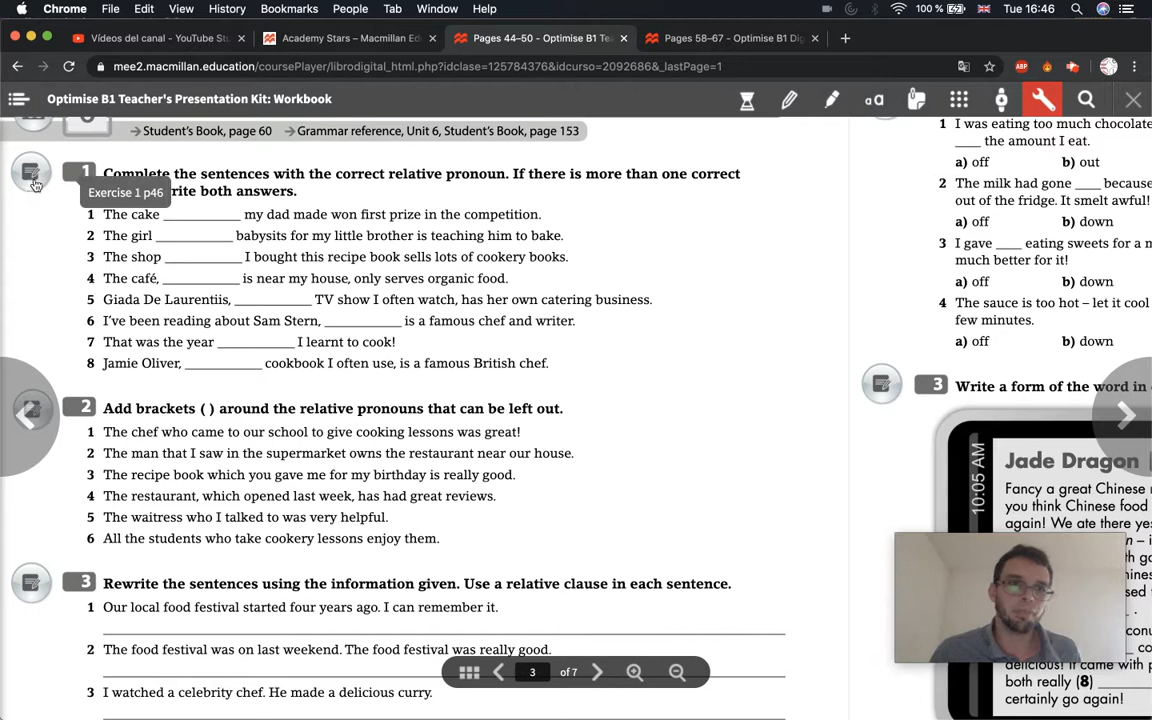 Chrome File Edit View History Bookmarks People Tab Window Help 100 % Tue 16:46
Vídeos del canal - YouTube St Academy Stars – Macmillan Ed Pages 44–50 - Optimise B1 Tea Pages 58–67 - Optimise B1 Dig
mee2.macmillan.education/coursePlayer/librodigital_html.php?idclase=125784376&idcurso=2092686&_lastPage=1
Optimise B1 Teacher's Presentation Kit: Workbook
Student's Book, page 60 Grammar reference, Unit 6, Student's Book, page 153
1 Complete the sentences with the correct relative pronoun. If there is more than one correct
Exercise 1 p46
write both answers.
1 The cake ___________ my dad made won first prize in the competition.
2 The girl ___________ babysits for my little brother is teaching him to bake.
3 The shop ___________ I bought this recipe book sells lots of cookery books.
4 The café, ___________ is near my house, only serves organic food.
5 Giada De Laurentiis, ___________ TV show I often watch, has her own catering business.
6 I've been reading about Sam Stern, ___________ is a famous chef and writer.
7 That was the year ___________ I learnt to cook!
8 Jamie Oliver, ___________ cookbook I often use, is a famous British chef.
2 Add brackets ( ) around the relative pronouns that can be left out.
1 The chef who came to our school to give cooking lessons was great!
2 The man that I saw in the supermarket owns the restaurant near our house.
3 The recipe book which you gave me for my birthday is really good.
4 The restaurant, which opened last week, has had great reviews.
5 The waitress who I talked to was very helpful.
6 All the students who take cookery lessons enjoy them.
3 Rewrite the sentences using the information given. Use a relative clause in each sentence.
1 Our local food festival started four years ago. I can remember it.
2 The food festival was on last weekend. The food festival was really good.
3 I watched a celebrity chef. He made a delicious curry.
3 of 7
1 I was eating too much chocolate
____ the amount I eat.
a) off b) out
2 The milk had gone ____ because
out of the fridge. It smelt awful!
a) off b) down
3 I gave ____ eating sweets for a m
much better for it!
a) off b) down
4 The sauce is too hot – let it cool
few minutes.
a) off b) down
3 Write a form of the word in
10:05 AM
Jade Dragon
Fancy a great Chinese
you think Chinese food
again! We ate there yes
delicious! It came with p
both really (8)
certainly go again!